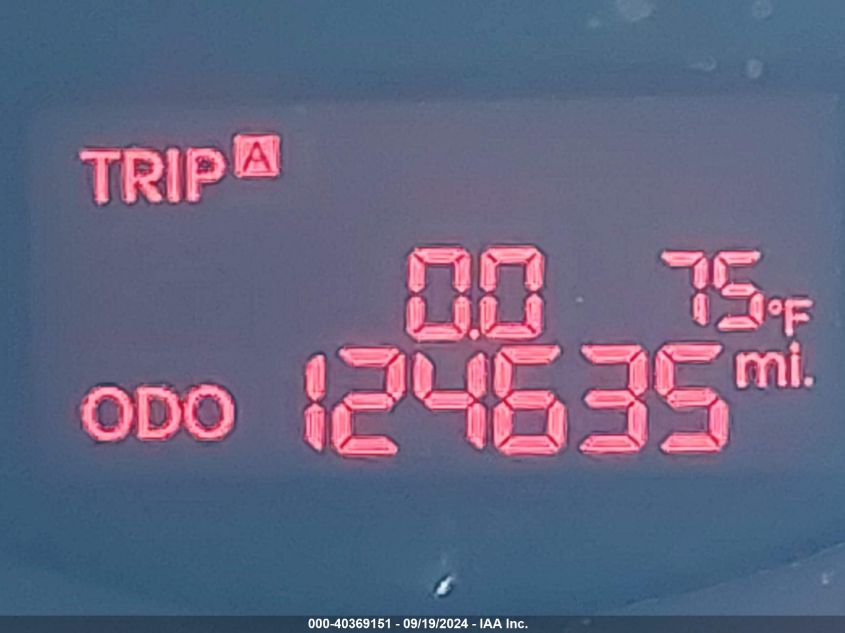 TRIP A
0.0 75°F
ODO 124635 mi.
000-40369151 - 09/19/2024 - IAA Inc.